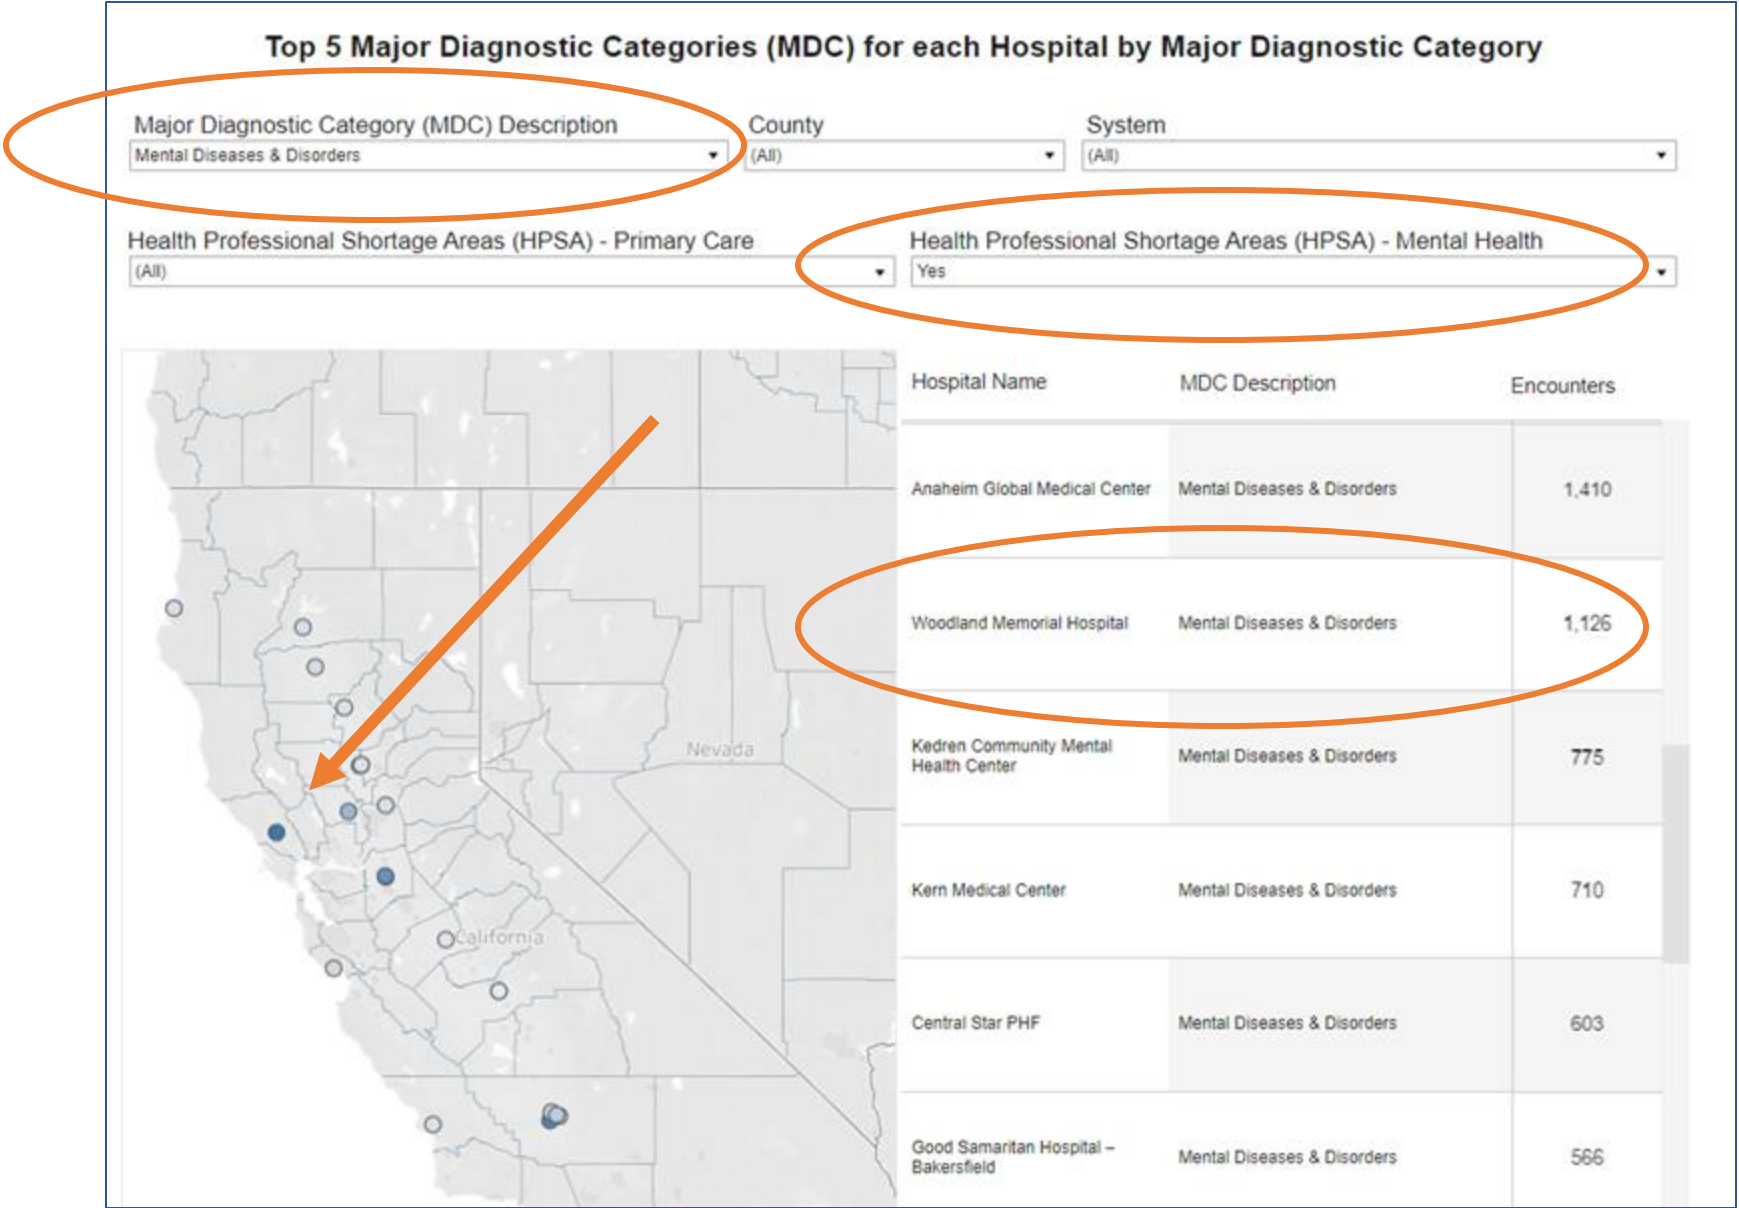 Top 5 Major Diagnostic Categories (MDC) for each Hospital by Major Diagnostic Category
Major Diagnostic Category (MDC) Description
Mental Diseases & Disorders
County
(All)
System
(All)
Health Professional Shortage Areas (HPSA) - Primary Care
(All)
Health Professional Shortage Areas (HPSA) - Mental Health
Yes
Nevada
California
Hospital Name MDC Description Encounters
Anaheim Global Medical Center Mental Diseases & Disorders 1,410
Woodland Memorial Hospital Mental Diseases & Disorders 1,126
Kedren Community Mental
Health Center
Mental Diseases & Disorders 775
Kern Medical Center Mental Diseases & Disorders 710
Central Star PHF Mental Diseases & Disorders 603
Good Samaritan Hospital –
Bakersfield
Mental Diseases & Disorders 566